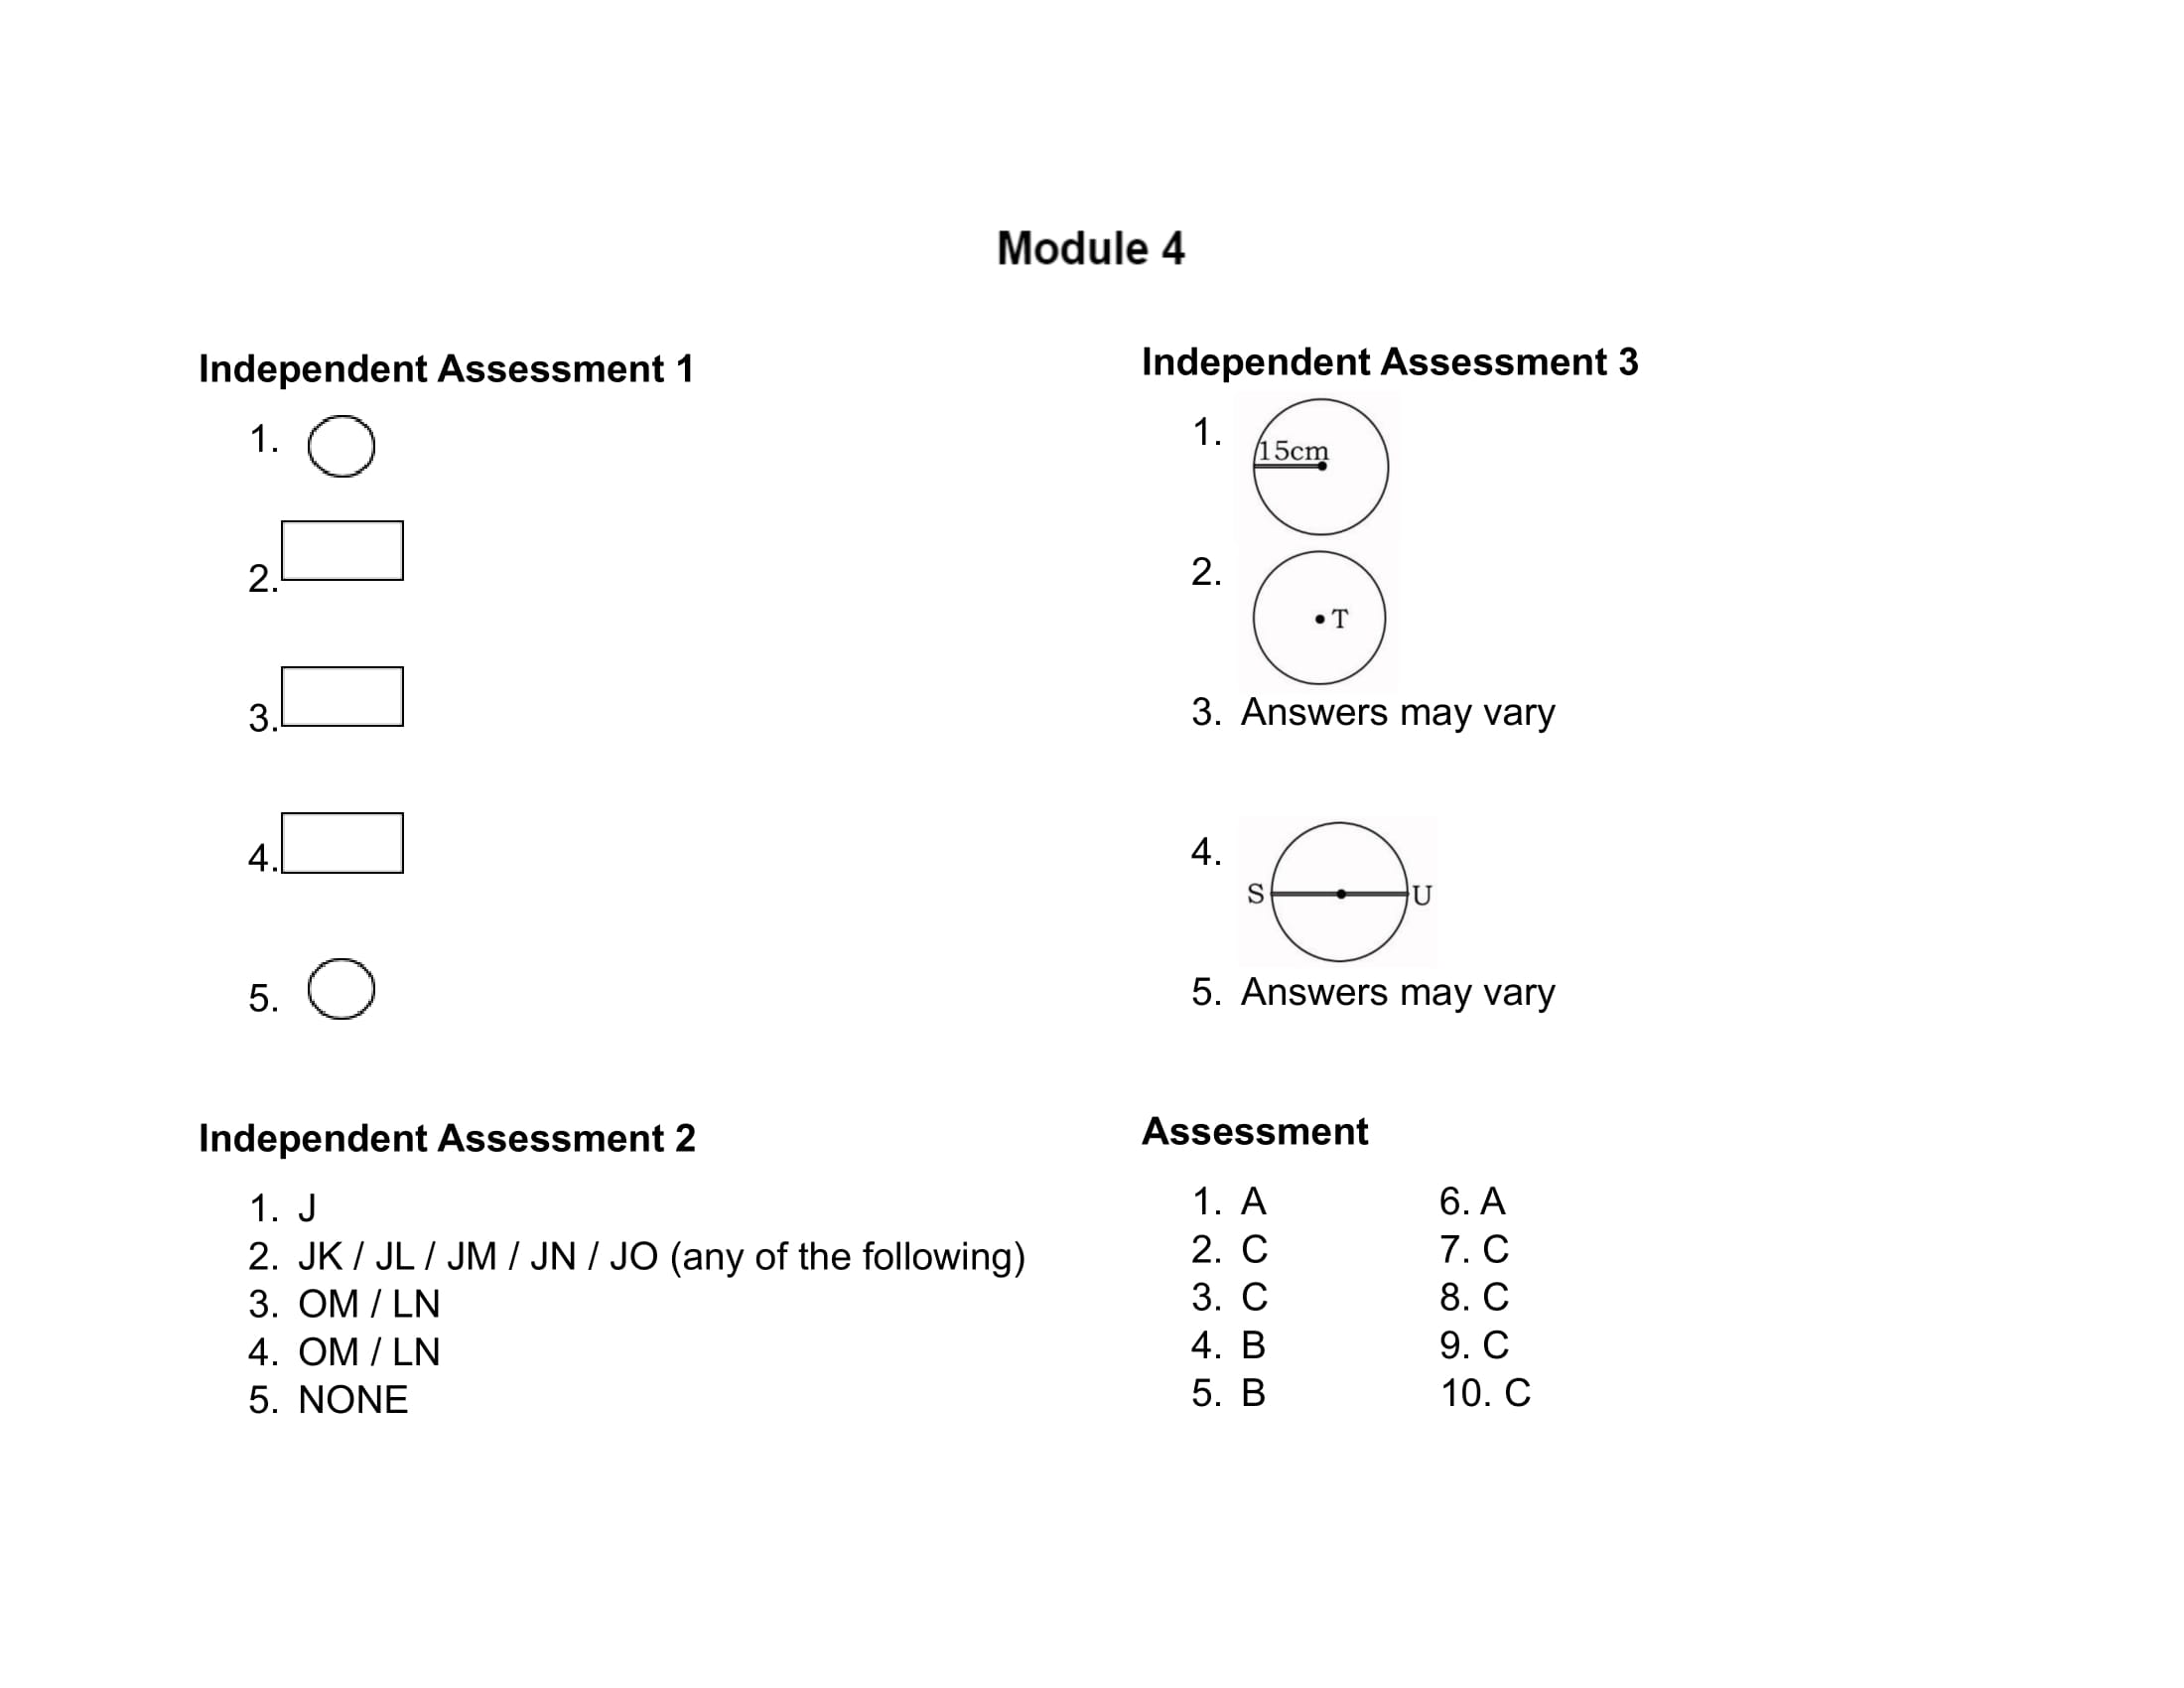 Module 4
Independent Assessment 1
1.
2.
3.
4.
5.
Independent Assessment 2
1. J
2. JK / JL / JM / JN / JO (any of the following)
3. OM / LN
4. OM / LN
5. NONE
Independent Assessment 3
1. 15cm
2. T
3. Answers may vary
4. S U
5. Answers may vary
Assessment
1. A
2. C
3. C
4. B
5. B
6. A
7. C
8. C
9. C
10. C